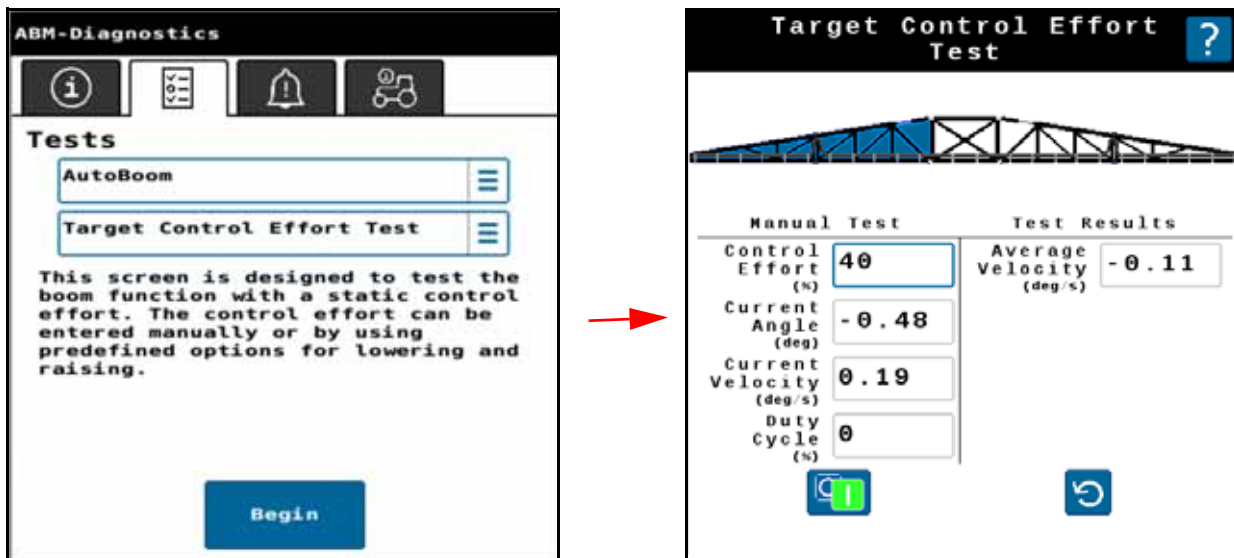 ABM-Diagnostics
Tests
AutoBoom
Target Control Effort Test
This screen is designed to test the
boom function with a static control
effort. The control effort can be
entered manually or by using
predefined options for lowering and
raising.
Begin
Target Control Effort
Test
?
Manual Test
Control
Effort
(%)
40
Current
Angle
(deg)
-0.48
Current
Velocity
(deg/s)
0.19
Duty
Cycle
(%)
0
Test Results
Average
Velocity
(deg/s)
-0.11